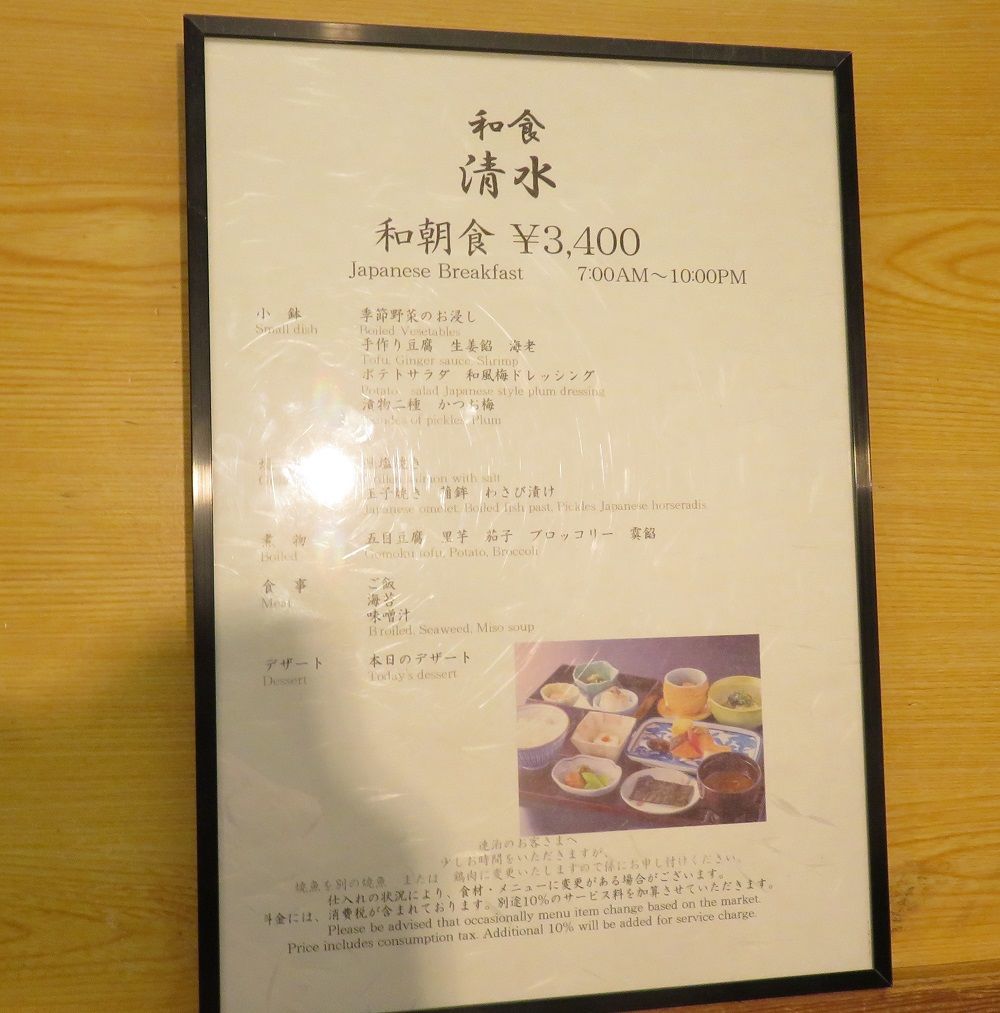 和食
清水
和朝食 ¥3,400
Japanese Breakfast 7:00AM～10:00PM
小 鉢 季節野菜のお浸し
Small dish Boiled Vesetables
手作り豆腐 生姜餡 海老
Tofu, Ginger sauce, Shrimp
ポテトサラダ 和風梅ドレッシング
Potato salad Japanese style plum dressing
漬物二種 かつお梅
of pickles, Plum
塩焼き
salmon with salt
玉子焼き 蒲鉾 わさび漬け
Japanese omelet, Boiled fish past, Pickles Japanese horseradis
煮 物 五目豆腐 里芋 茄子 ブロッコリー 霙餡
Boiled Gomoku tofu, Potato, Broccoli
食 事 ご飯
Meat 海苔
味噌汁
Broiled, Seaweed, Miso soup
デザート 本日のデザート
Dessert Today's dessert
連泊のお客さまへ
少しお時間をいただきますが、
焼魚を別の焼魚 または 鶏肉に変更いたしますので係にお申し付けください。
仕入れの状況により、食材・メニューに変更がある場合がございます。
料金には、消費税が含まれております。別途10%のサービス料を加算させていただきます。
Please be advised that occasionally menu item change based on the market.
Price includes consumption tax. Additional 10% will be added for service charge.